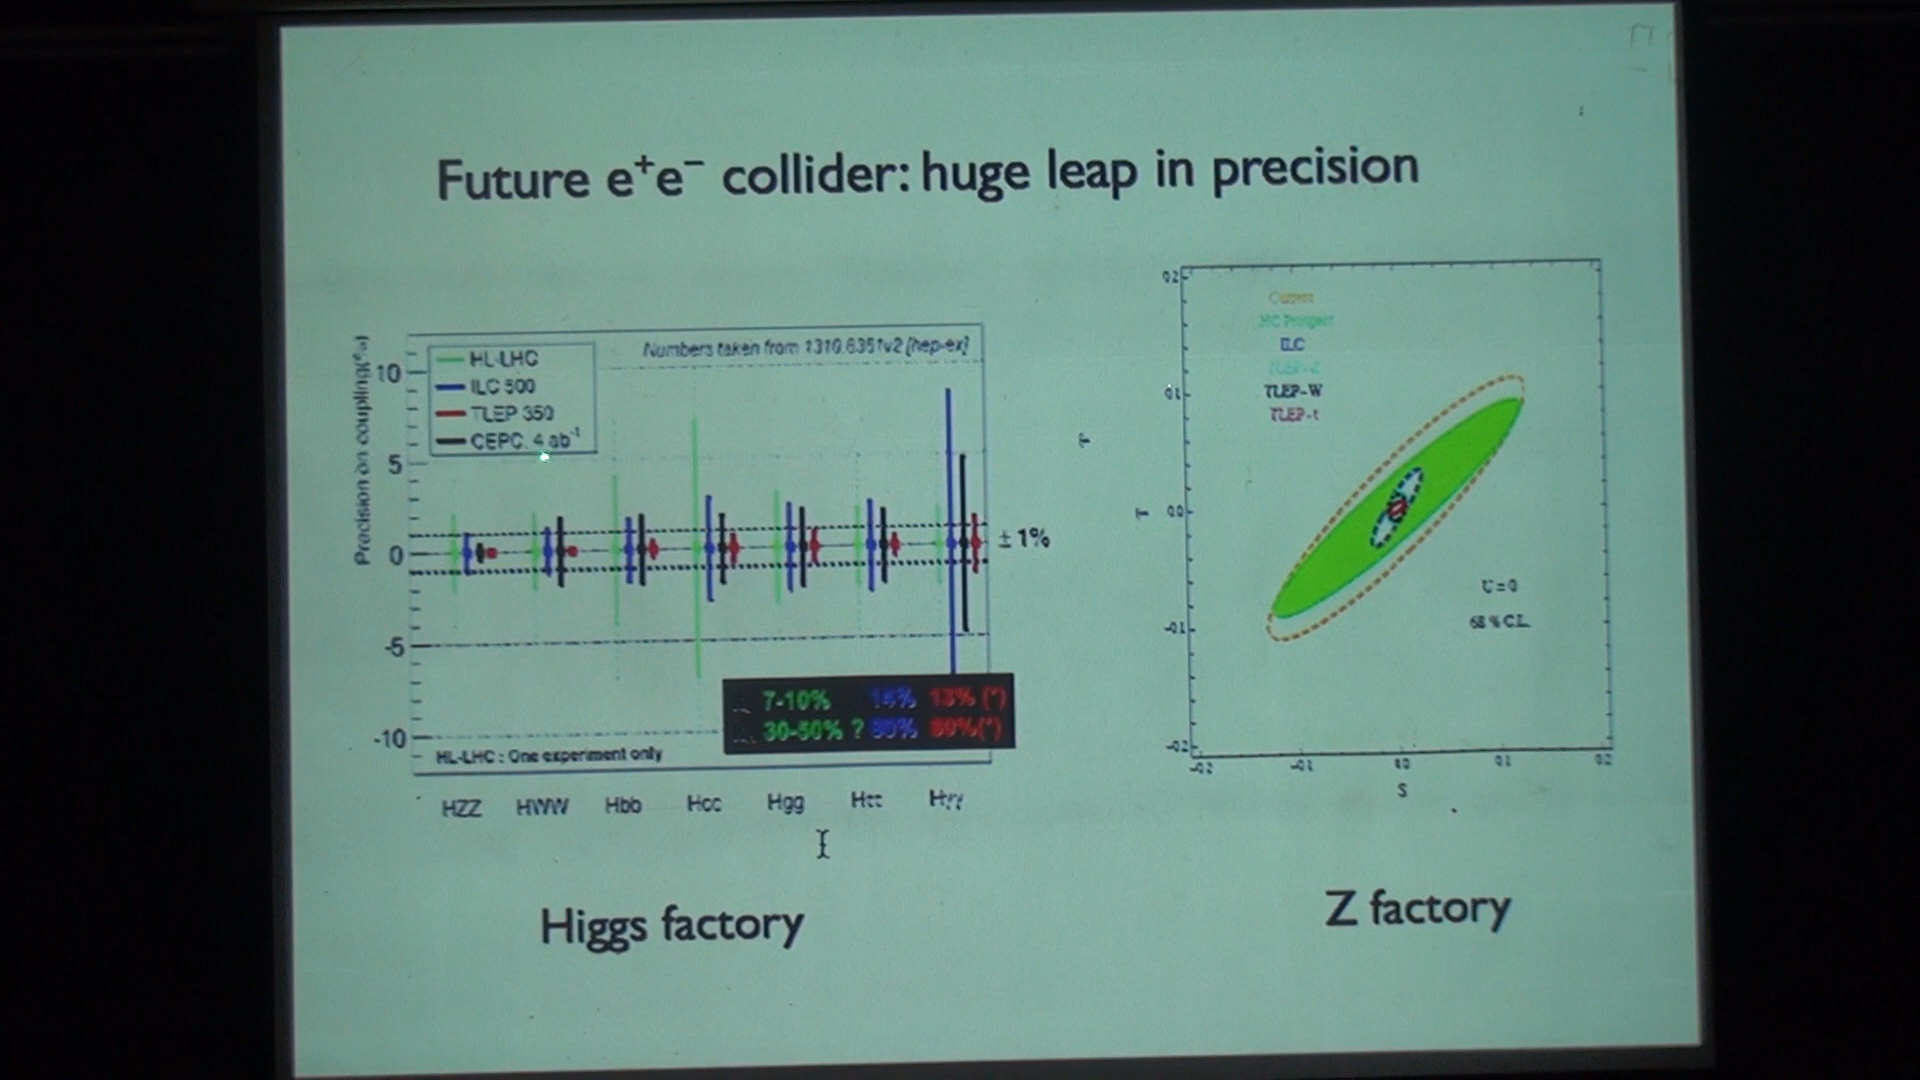 Future e⁺e⁻ collider: huge leap in precision
Precision on coupling(%)
10
5
0
-5
-10
HL-LHC
ILC 500
TLEP 350
CEPC, 4 ab⁻¹
Numbers taken from 1310.8361v2 [hep-ex]
± 1%
7-10% 14% 13% (*)
30-50% ? 80% 80%(*)
HL-LHC : One experiment only
HZZ HWW Hbb Hcc Hgg Hττ Hγγ
Higgs factory
0.2
0.1
0.0
-0.1
-0.2
T
T
Current
ILC
TLEP-W
TLEP-t
U=0
68 % C.L.
-0.2 -0.1 0.0 0.1 0.2
S
Z factory